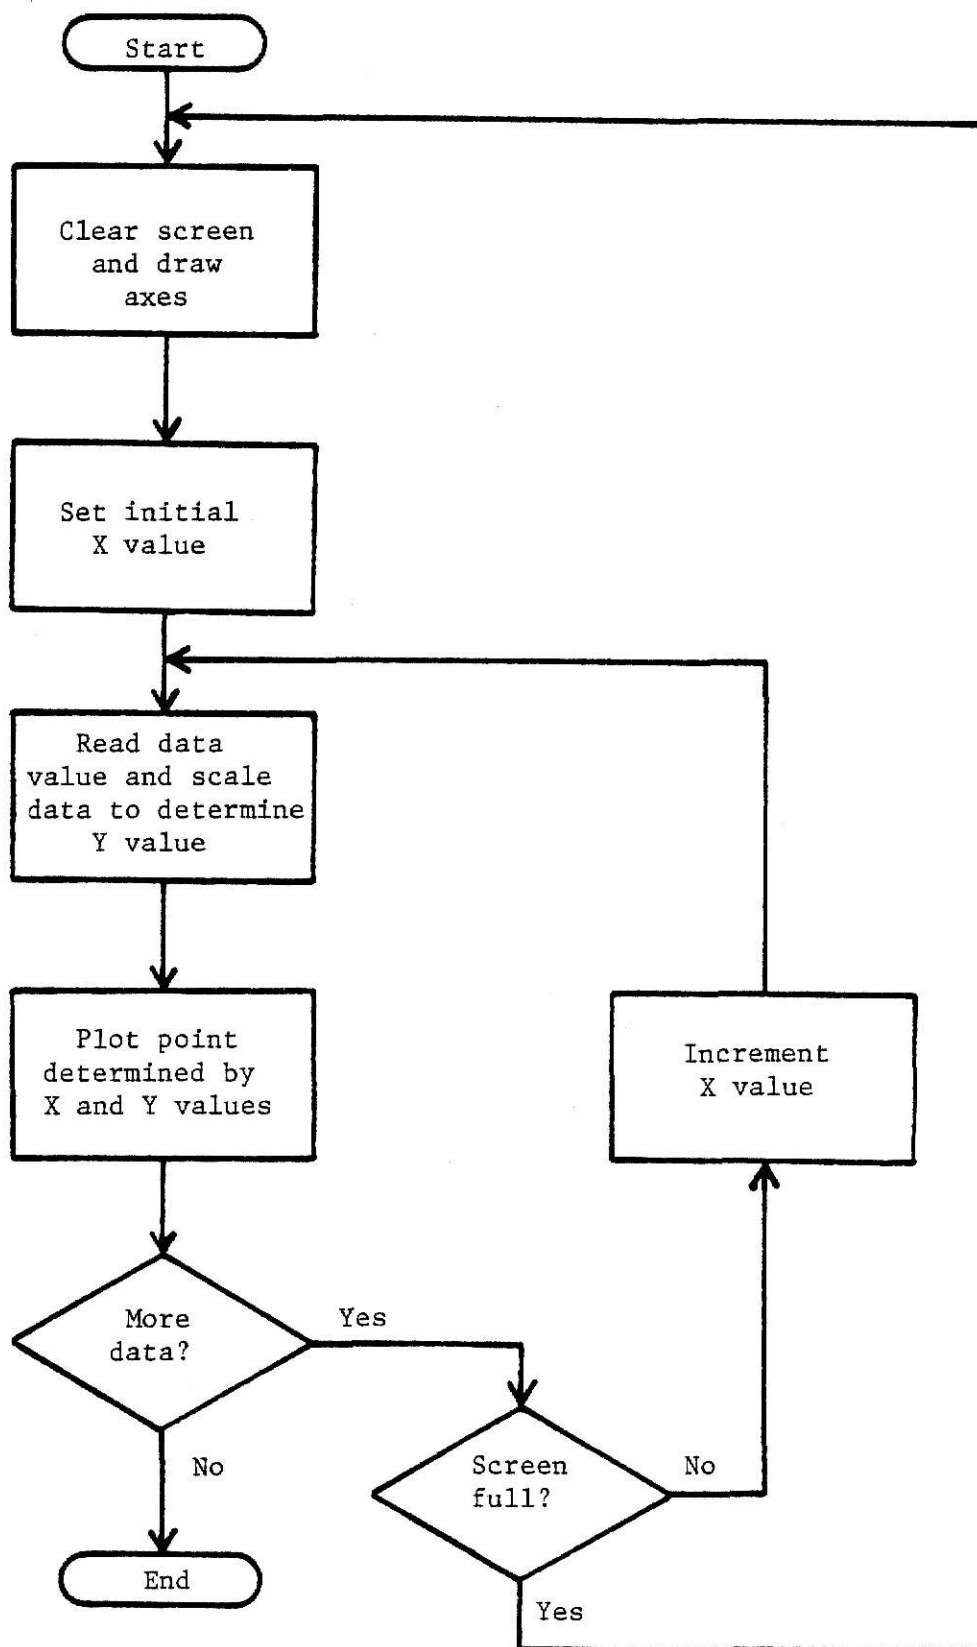 Start
Clear screen
and draw
axes
Set initial
X value
Read data
value and scale
data to determine
Y value
Plot point
determined by
X and Y values
Increment
X value
More
data?
Yes
No
Screen
full?
No
Yes
End